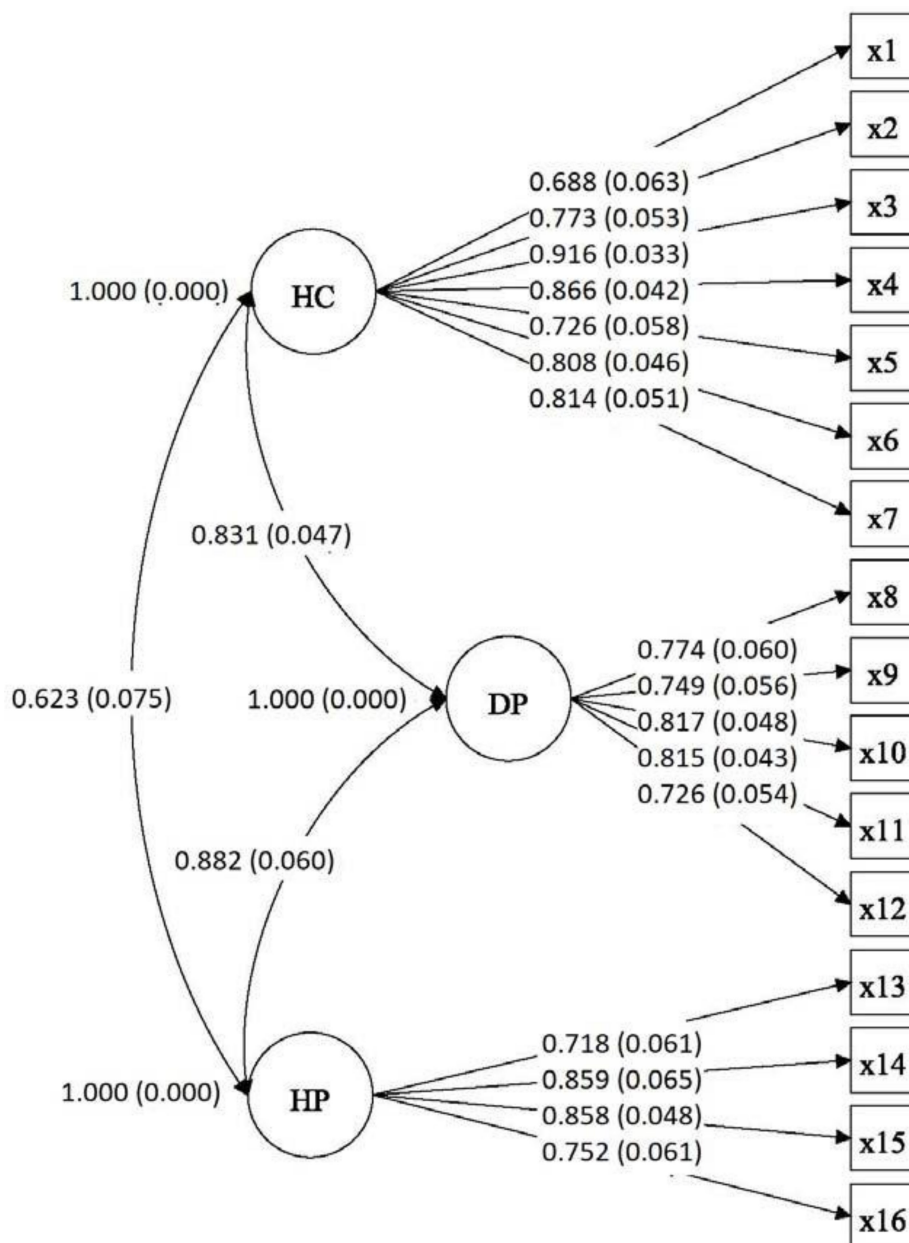 x1
x2
x3
x4
x5
x6
x7
0.688 (0.063)
0.773 (0.053)
0.916 (0.033)
0.866 (0.042)
0.726 (0.058)
0.808 (0.046)
0.814 (0.051)
1.000 (0.000)
HC
0.831 (0.047)
0.623 (0.075)
1.000 (0.000)
DP
0.774 (0.060)
0.749 (0.056)
0.817 (0.048)
0.815 (0.043)
0.726 (0.054)
x8
x9
x10
x11
x12
0.882 (0.060)
1.000 (0.000)
HP
0.718 (0.061)
0.859 (0.065)
0.858 (0.048)
0.752 (0.061)
x13
x14
x15
x16